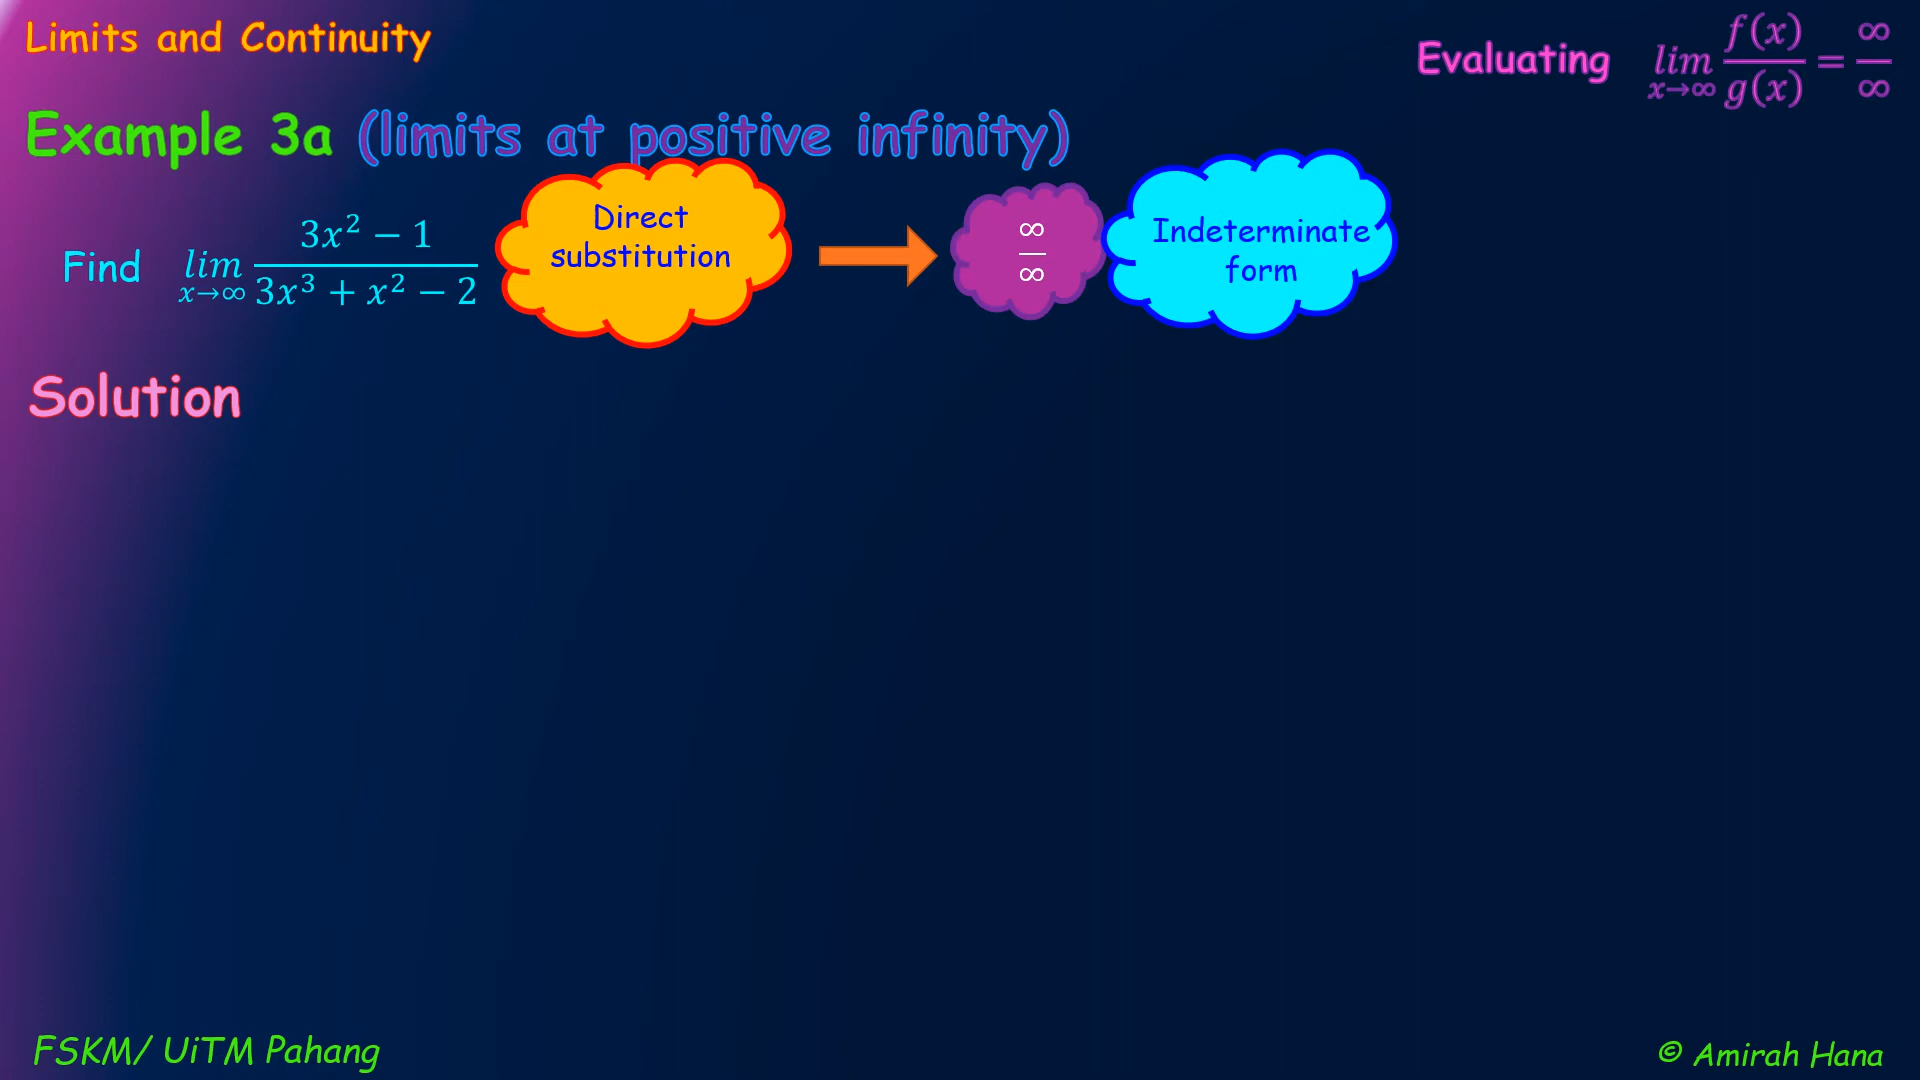 Limits and Continuity
Evaluating lim x→∞ f(x)/g(x) = ∞/∞
Example 3a (limits at positive infinity)
Find lim x→∞ (3x² − 1)/(3x³ + x² − 2)
Direct
substitution
∞/∞
Indeterminate
form
Solution
FSKM/ UiTM Pahang
© Amirah Hana